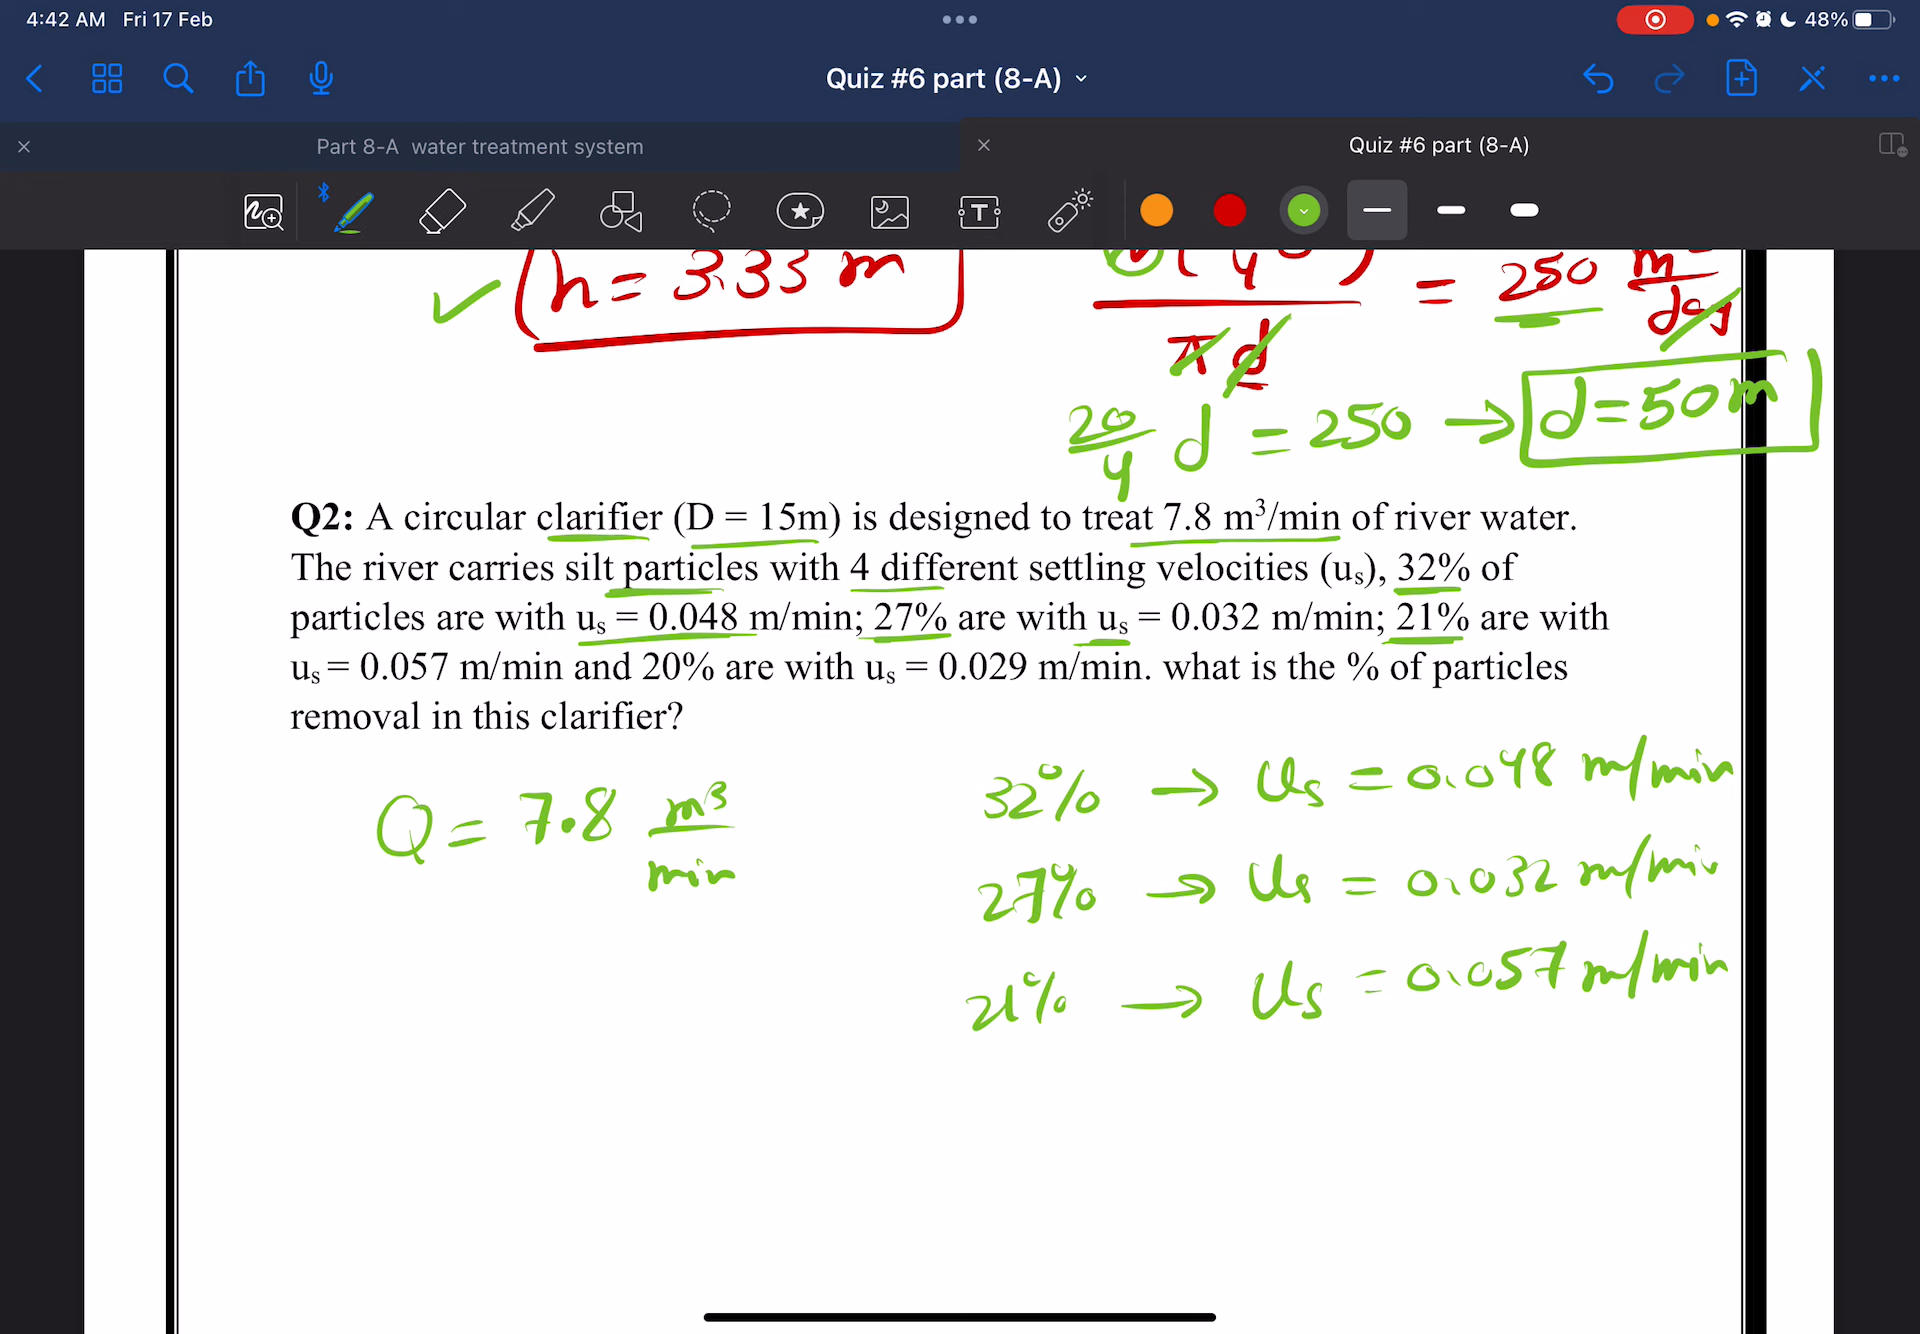 4:42 AM Fri 17 Feb
48%
Quiz #6 part (8-A)
Part 8-A water treatment system
Quiz #6 part (8-A)
T
h = 3.33 m
= 250 m
day
π d
20/4 d = 250 → d = 50 m
Q2: A circular clarifier (D = 15m) is designed to treat 7.8 m³/min of river water.
The river carries silt particles with 4 different settling velocities (uₛ), 32% of
particles are with uₛ = 0.048 m/min; 27% are with uₛ = 0.032 m/min; 21% are with
uₛ = 0.057 m/min and 20% are with uₛ = 0.029 m/min. what is the % of particles
removal in this clarifier?
32% → Us = 0.048 m/min
Q = 7.8 m³/min
27% → Us = 0.032 m/min
21% → Us = 0.057 m/min